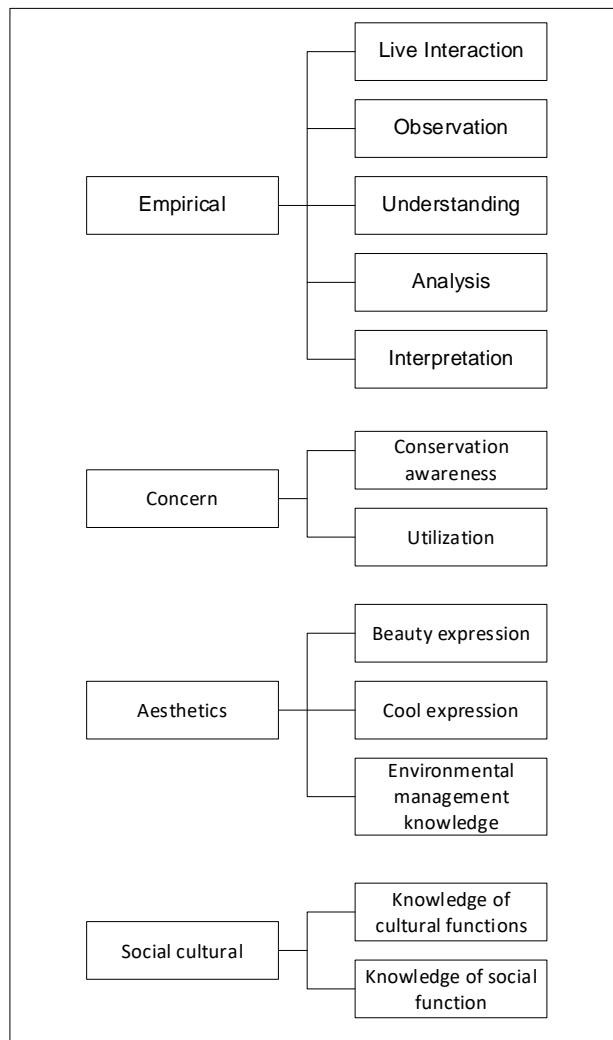 Live Interaction
Observation
Empirical
Understanding
Analysis
Interpretation
Conservation
awareness
Concern
Utilization
Beauty expression
Aesthetics
Cool expression
Environmental
management
knowledge
Knowledge of
cultural functions
Social cultural
Knowledge of social
function